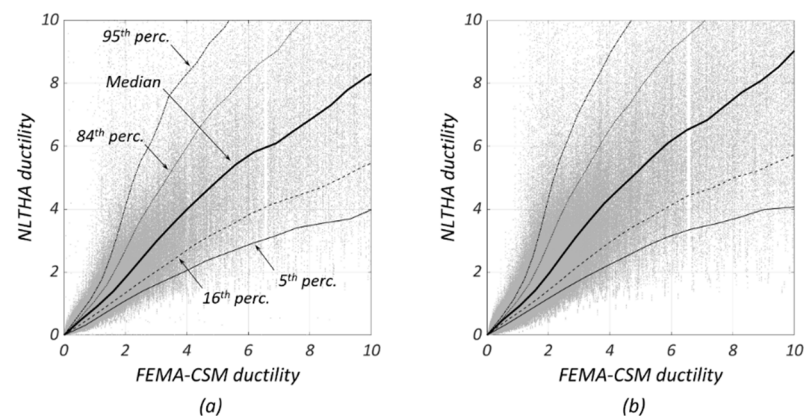 10
8
6
4
2
0
NLTHA ductility
95th perc.
Median
84th perc.
16th perc.
5th perc.
0 2 4 6 8 10
FEMA-CSM ductility
(a)
10
8
6
4
2
0
NLTHA ductility
0 2 4 6 8 10
FEMA-CSM ductility
(b)